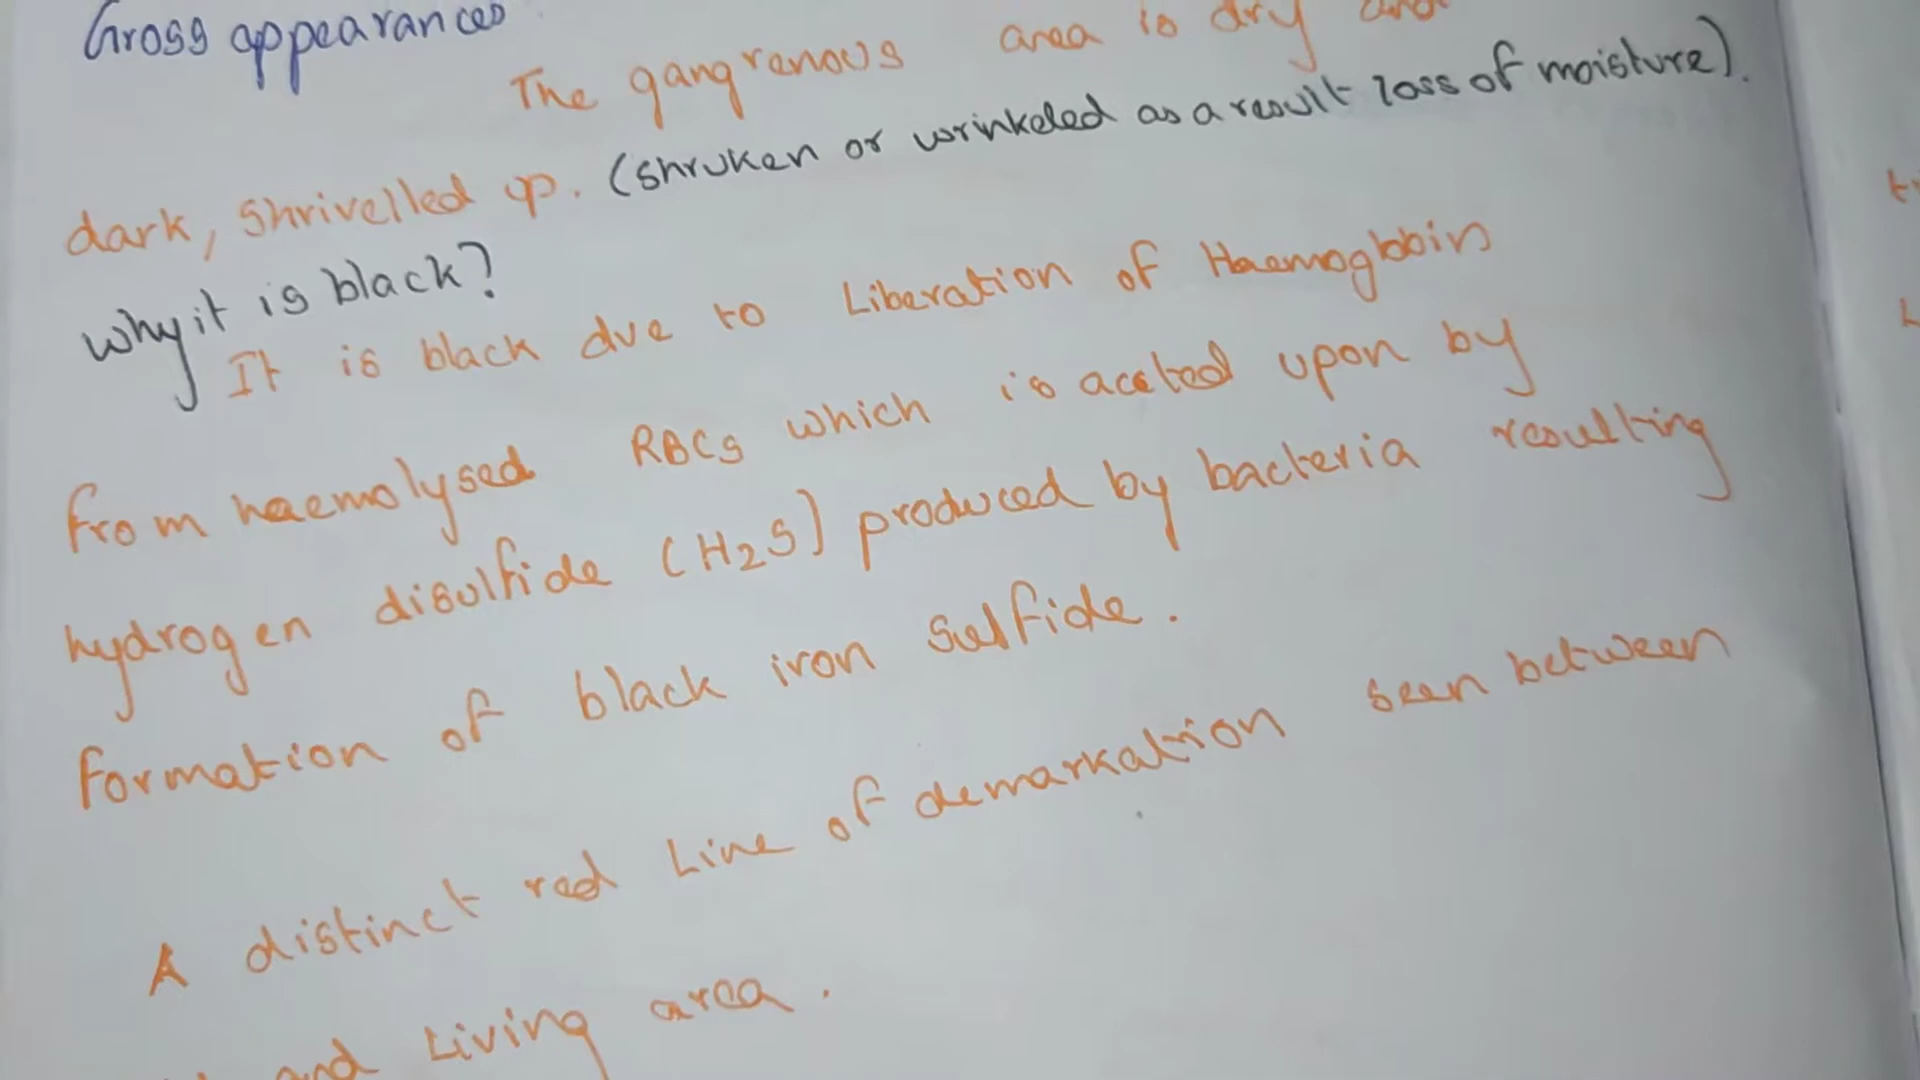 Gross appearances
The gangrenous area is dry and
dark, shrivelled up. (shruken or wrinkeled as a result loss of moisture).
Why it is black?
It is black due to Liberation of Haemoglobin
from haemolysed RBCs which is acated upon by
hydrogen disulfide (H2S) produced by bacteria resulting
formation of black iron sulfide.
A distinct red Line of demarkation seen between
and Living area.